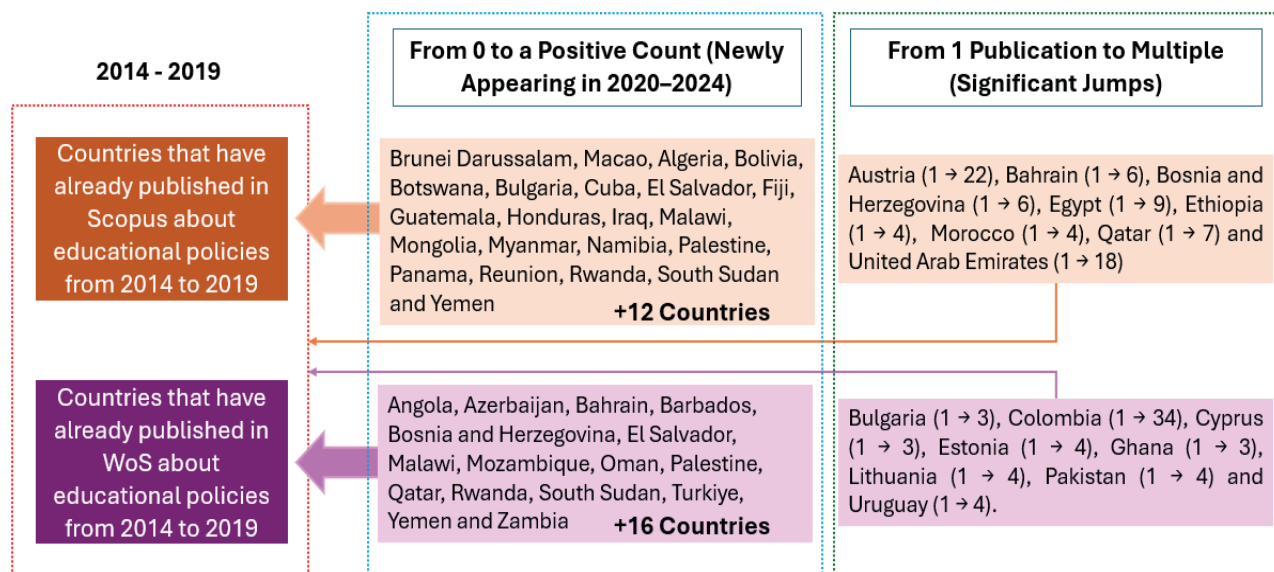 2014 - 2019
From 0 to a Positive Count (Newly
Appearing in 2020–2024)
From 1 Publication to Multiple
(Significant Jumps)
Countries that have
already published in
Scopus about
educational policies
from 2014 to 2019
Brunei Darussalam, Macao, Algeria, Bolivia,
Botswana, Bulgaria, Cuba, El Salvador, Fiji,
Guatemala, Honduras, Iraq, Malawi,
Mongolia, Myanmar, Namibia, Palestine,
Panama, Reunion, Rwanda, South Sudan
and Yemen
+12 Countries
Austria (1 → 22), Bahrain (1 → 6), Bosnia and
Herzegovina (1 → 6), Egypt (1 → 9), Ethiopia
(1 → 4), Morocco (1 → 4), Qatar (1 → 7) and
United Arab Emirates (1 → 18)
Countries that have
already published in
WoS about
educational policies
from 2014 to 2019
Angola, Azerbaijan, Bahrain, Barbados,
Bosnia and Herzegovina, El Salvador,
Malawi, Mozambique, Oman, Palestine,
Qatar, Rwanda, South Sudan, Turkiye,
Yemen and Zambia
+16 Countries
Bulgaria (1 → 3), Colombia (1 → 34), Cyprus
(1 → 3), Estonia (1 → 4), Ghana (1 → 3),
Lithuania (1 → 4), Pakistan (1 → 4) and
Uruguay (1 → 4).